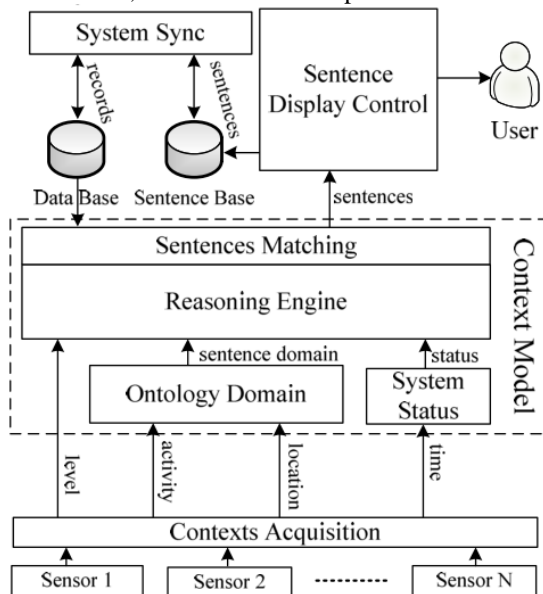 System Sync
records
sentences
Sentence
Display Control
User
Data Base
Sentence Base
sentences
Sentences Matching
Reasoning Engine
Context Model
sentence domain
status
Ontology Domain
System
Status
level
activity
location
time
Contexts Acquisition
Sensor 1
Sensor 2
Sensor N